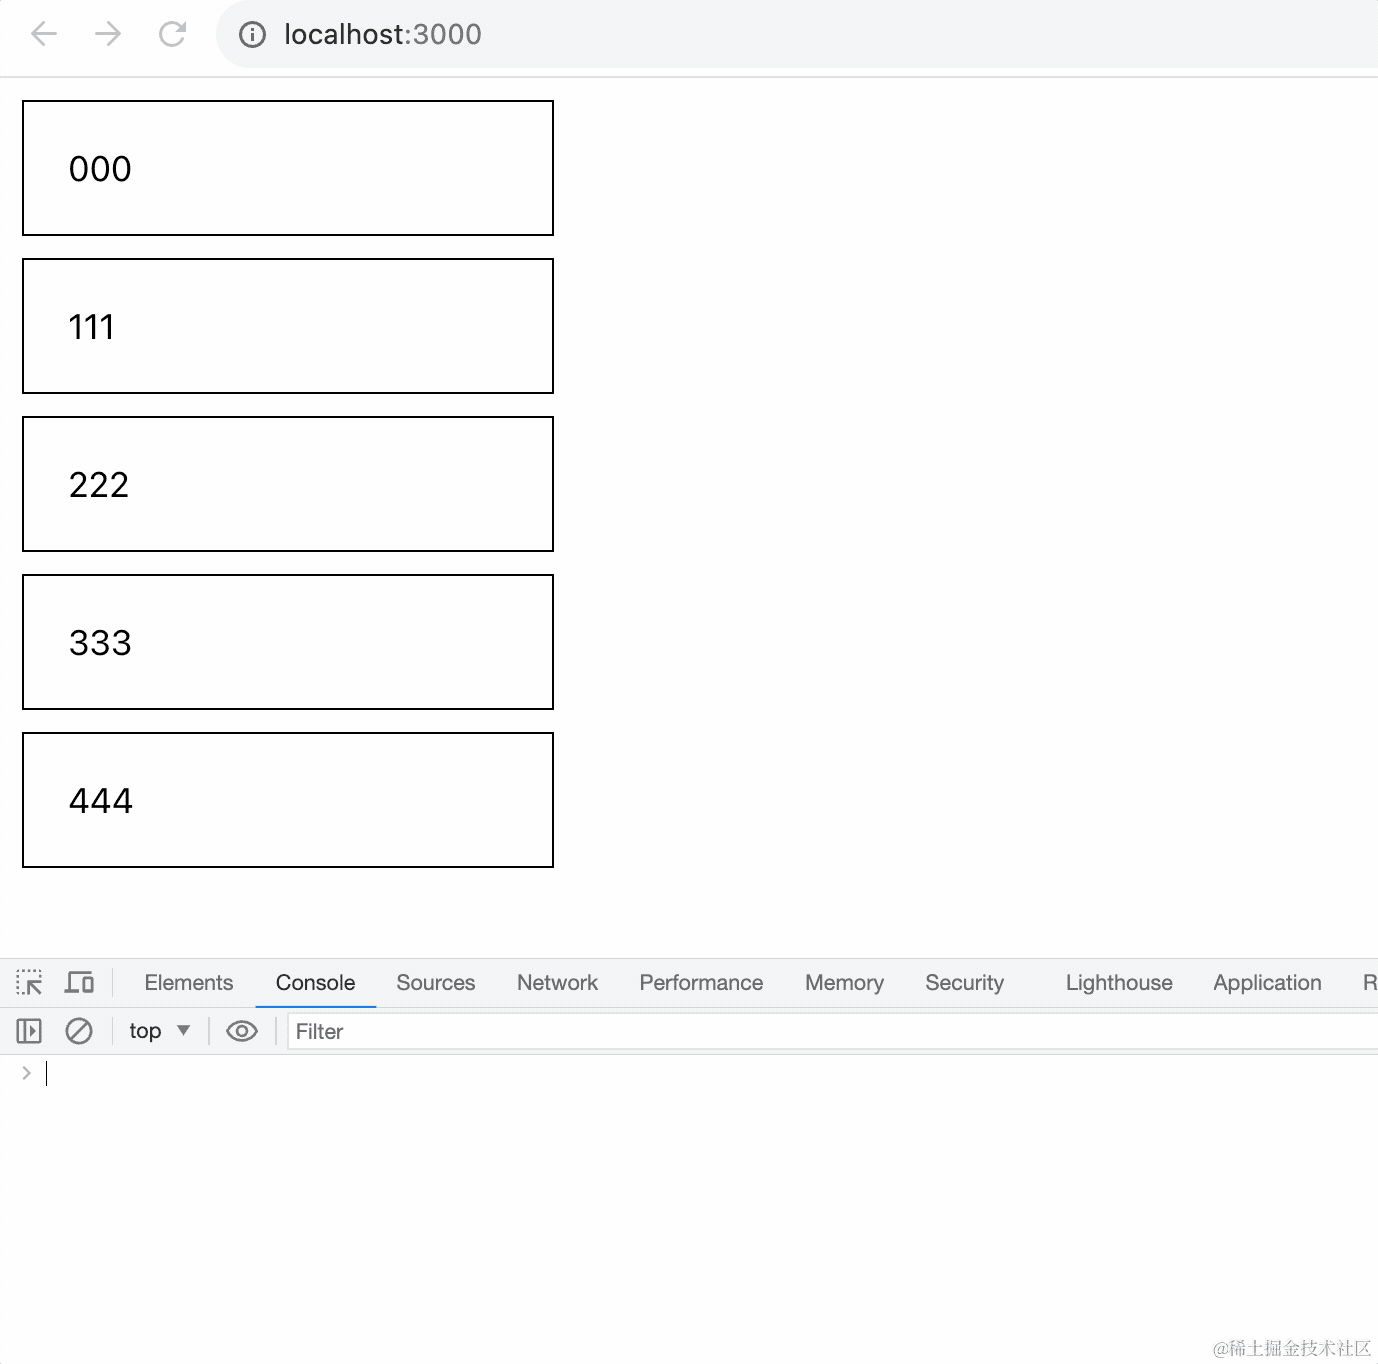 localhost:3000
000
111
222
333
444
Elements Console Sources Network Performance Memory Security Lighthouse Application R
top Filter
@稀土掘金技术社区